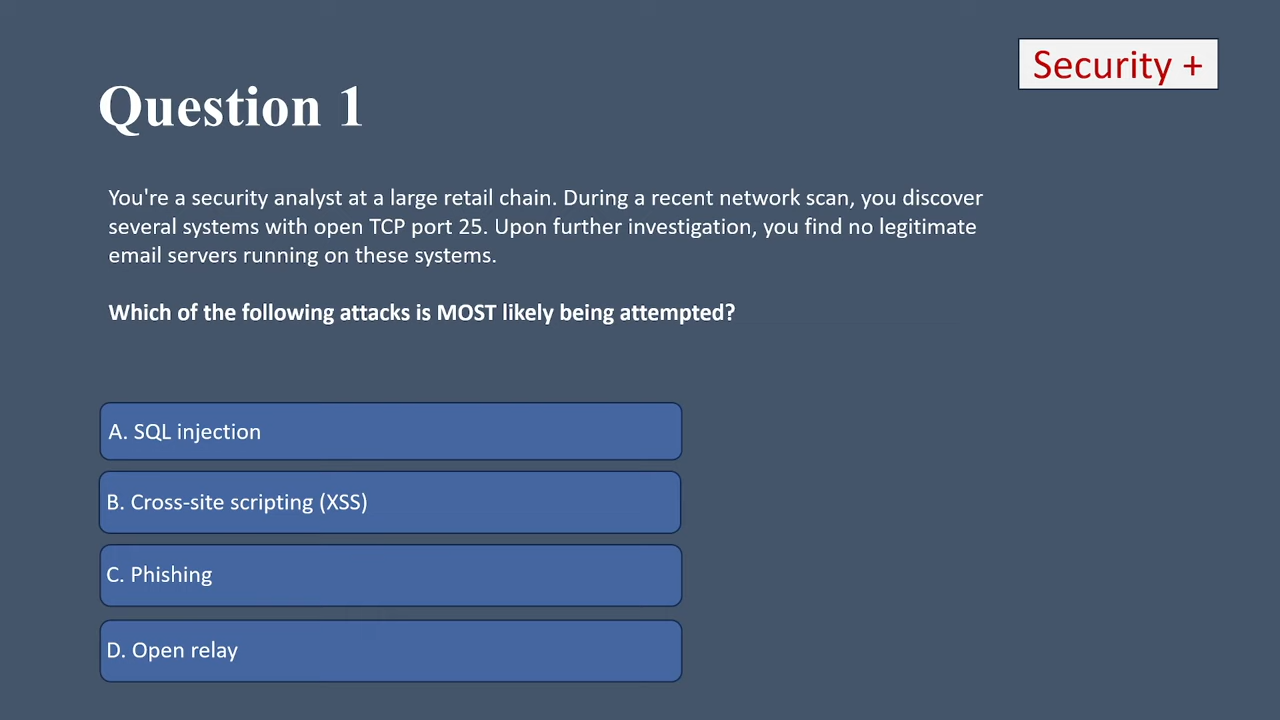 Security +
Question 1
You're a security analyst at a large retail chain. During a recent network scan, you discover
several systems with open TCP port 25. Upon further investigation, you find no legitimate
email servers running on these systems.
Which of the following attacks is MOST likely being attempted?
A. SQL injection
B. Cross-site scripting (XSS)
C. Phishing
D. Open relay